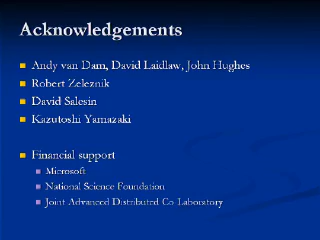 Acknowledgements
Andy van Dam, David Laidlaw, John Hughes
Robert Zeleznik
David Salesin
Kazutoshi Yamazaki
Financial support
Microsoft
National Science Foundation
Joint Advanced Distributed Co-Laboratory